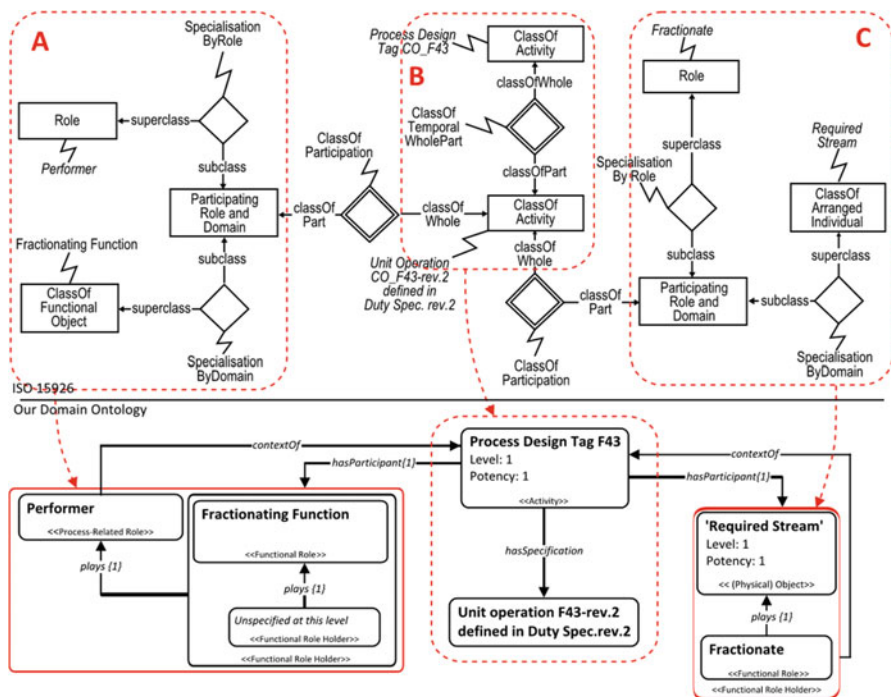 A
Specialisation
ByRole
Role
superclass
Performer
subclass
Participating
Role and
Domain
Fractionating Function
subclass
ClassOf
Functional
Object
superclass
Specialisation
ByDomain
ClassOf
Participation
classOf
Part
classOf
Whole
B
Process Design
Tag CO_F43
ClassOf
Activity
classOfWhole
ClassOf
Temporal
WholePart
classOfPart
ClassOf
Activity
Unit Operation
CO_F43-rev.2
defined in
Duty Spec. rev.2
classOf
Whole
classOf
Part
ClassOf
Participation
C
Fractionate
Role
superclass
Specialisation
By Role
subclass
Participating
Role and
Domain
Required
Stream
ClassOf
Arranged
Individual
superclass
subclass
Specialisation
ByDomain
ISO 15926
Our Domain Ontology
contextOf
hasParticipant{1}
Performer
<<Process-Related Role>>
plays {1}
Fractionating Function
<<Functional Role>>
plays {1}
Unspecified at this level
<<Functional Role Holder>>
<<Functional Role Holder>>
Process Design Tag F43
Level: 1
Potency: 1
<<Activity>>
hasSpecification
Unit operation F43-rev.2
defined in Duty Spec.rev.2
contextOf
hasParticipant{1}
'Required Stream'
Level: 1
Potency: 1
<< (Physical) Object>>
plays {1}
Fractionate
<<Functional Role>>
<<Functional Role Holder>>